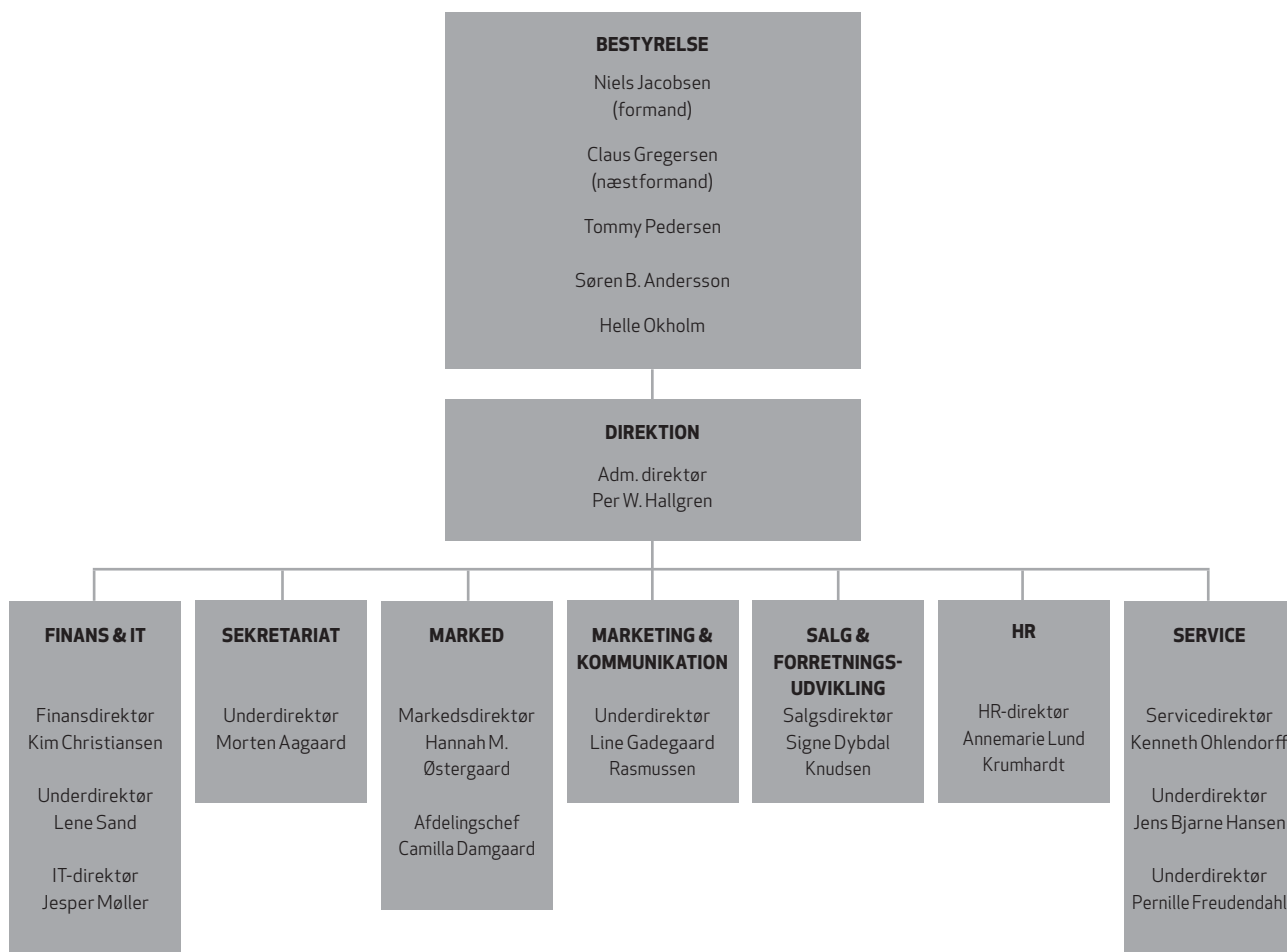 BESTYRELSE
Niels Jacobsen
(formand)
Claus Gregersen
(næstformand)
Tommy Pedersen
Søren B. Andersson
Helle Okholm
DIREKTION
Adm. direktør
Per W. Hallgren
FINANS & IT
Finansdirektør
Kim Christiansen
Underdirektør
Lene Sand
IT-direktør
Jesper Møller
SEKRETARIAT
Underdirektør
Morten Aagaard
MARKED
Markedsdirektør
Hannah M.
Østergaard
Afdelingschef
Camilla Damgaard
MARKETING &
KOMMUNIKATION
Underdirektør
Line Gadegaard
Rasmussen
SALG &
FORRETNINGS-
UDVIKLING
Salgsdirektør
Signe Dybdal
Knudsen
HR
HR-direktør
Annemarie Lund
Krumhardt
SERVICE
Servicedirektør
Kenneth Ohlendorff
Underdirektør
Jens Bjarne Hansen
Underdirektør
Pernille Freudendahl